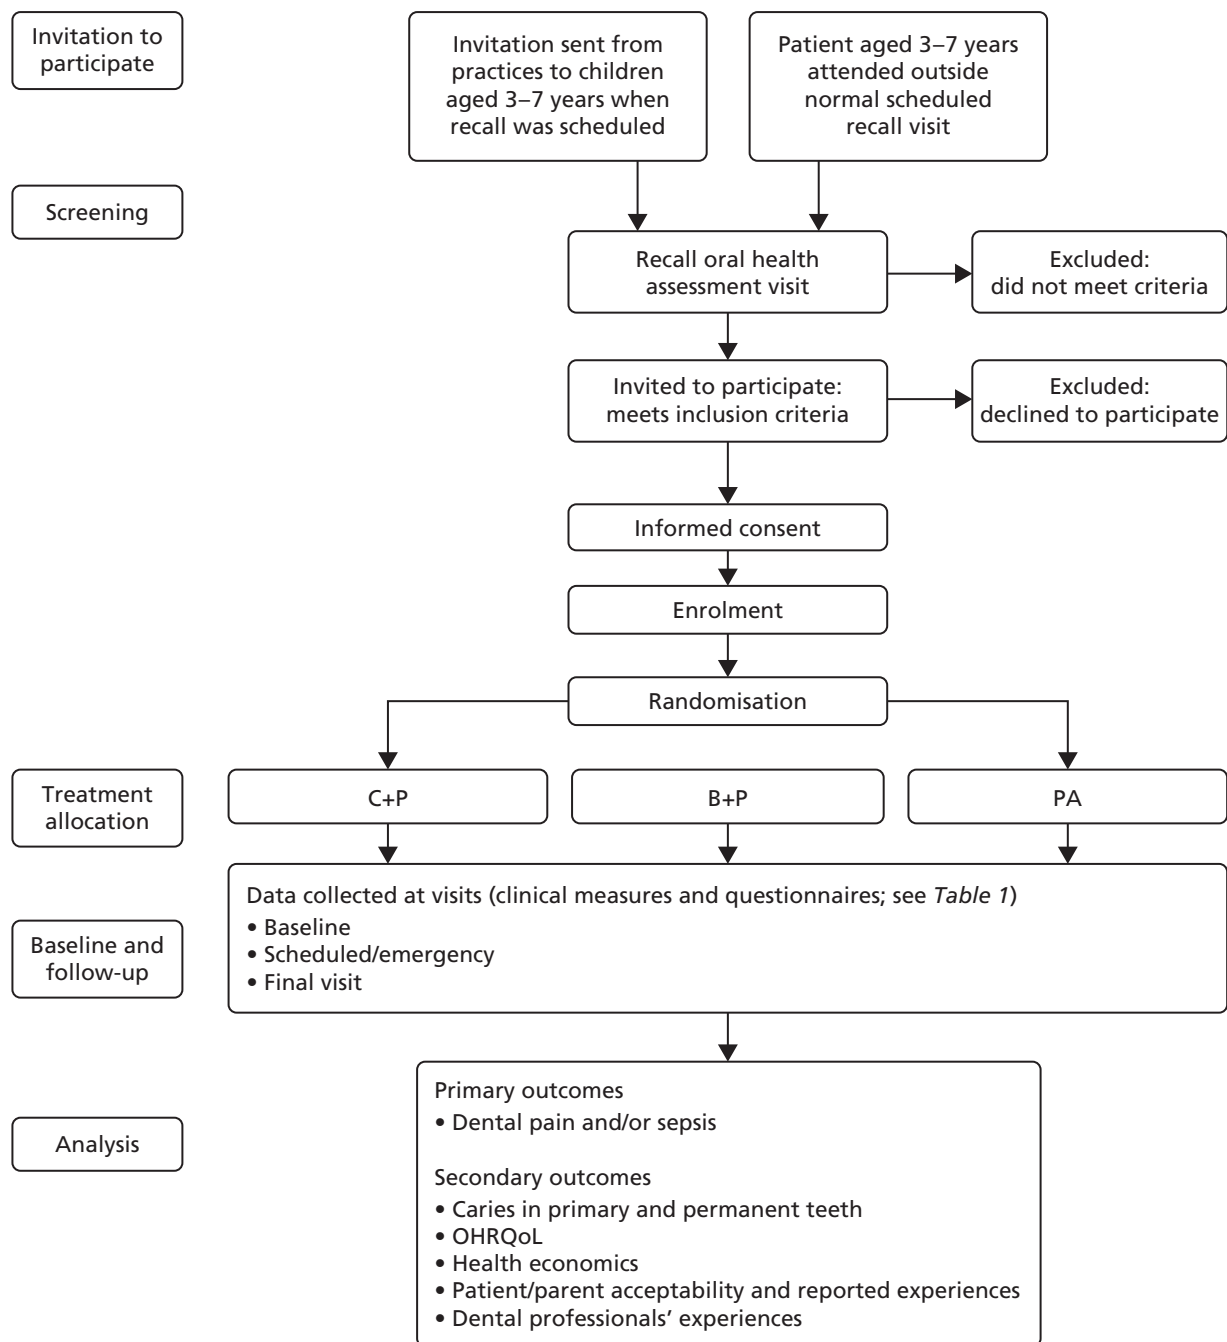 Invitation to
participate
Invitation sent from
practices to children
aged 3–7 years when
recall was scheduled
Patient aged 3–7 years
attended outside
normal scheduled
recall visit
Screening
Recall oral health
assessment visit
Excluded:
did not meet criteria
Invited to participate:
meets inclusion criteria
Excluded:
declined to participate
Informed consent
Enrolment
Randomisation
Treatment
allocation
C+P
B+P
PA
Baseline and
follow-up
Data collected at visits (clinical measures and questionnaires; see Table 1)
• Baseline
• Scheduled/emergency
• Final visit
Analysis
Primary outcomes
• Dental pain and/or sepsis
Secondary outcomes
• Caries in primary and permanent teeth
• OHRQoL
• Health economics
• Patient/parent acceptability and reported experiences
• Dental professionals’ experiences